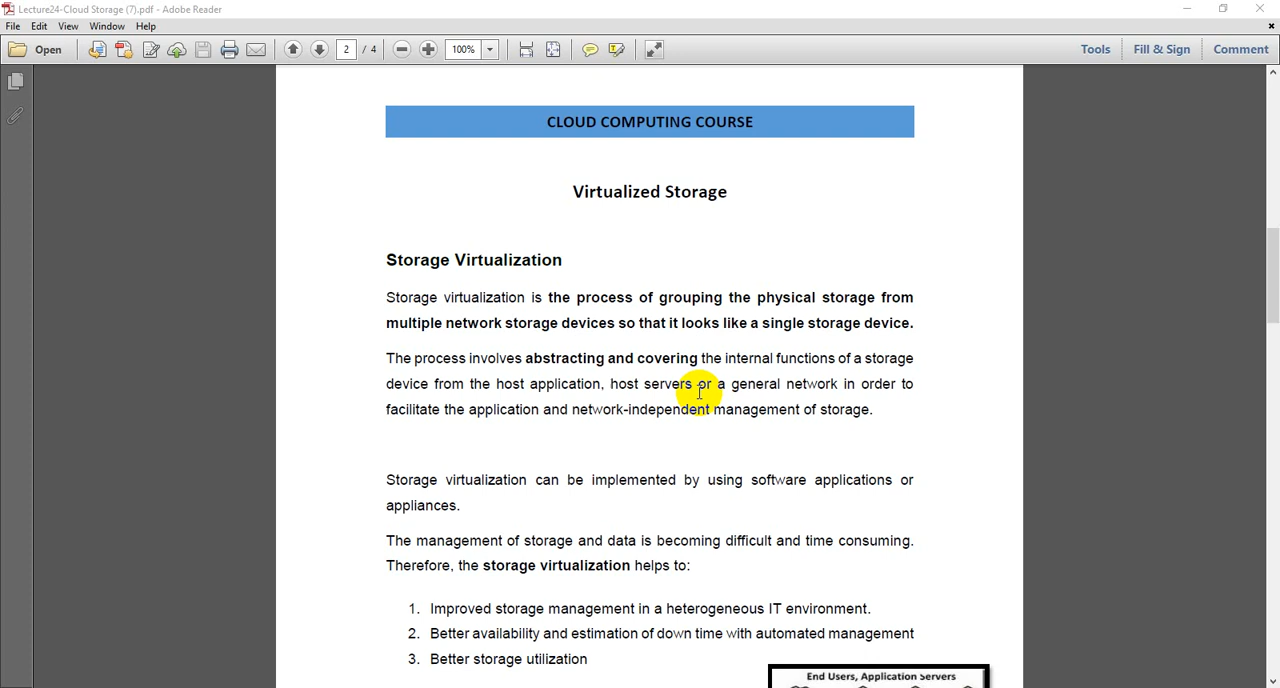 Lecture24-Cloud Storage (7).pdf - Adobe Reader
File Edit View Window Help
Open 2 / 4 100% Tools Fill & Sign Comment
CLOUD COMPUTING COURSE
Virtualized Storage
Storage Virtualization
Storage virtualization is the process of grouping the physical storage from
multiple network storage devices so that it looks like a single storage device.
The process involves abstracting and covering the internal functions of a storage
device from the host application, host servers or a general network in order to
facilitate the application and network-independent management of storage.
Storage virtualization can be implemented by using software applications or
appliances.
The management of storage and data is becoming difficult and time consuming.
Therefore, the storage virtualization helps to:
1. Improved storage management in a heterogeneous IT environment.
2. Better availability and estimation of down time with automated management
3. Better storage utilization
End Users, Application Servers